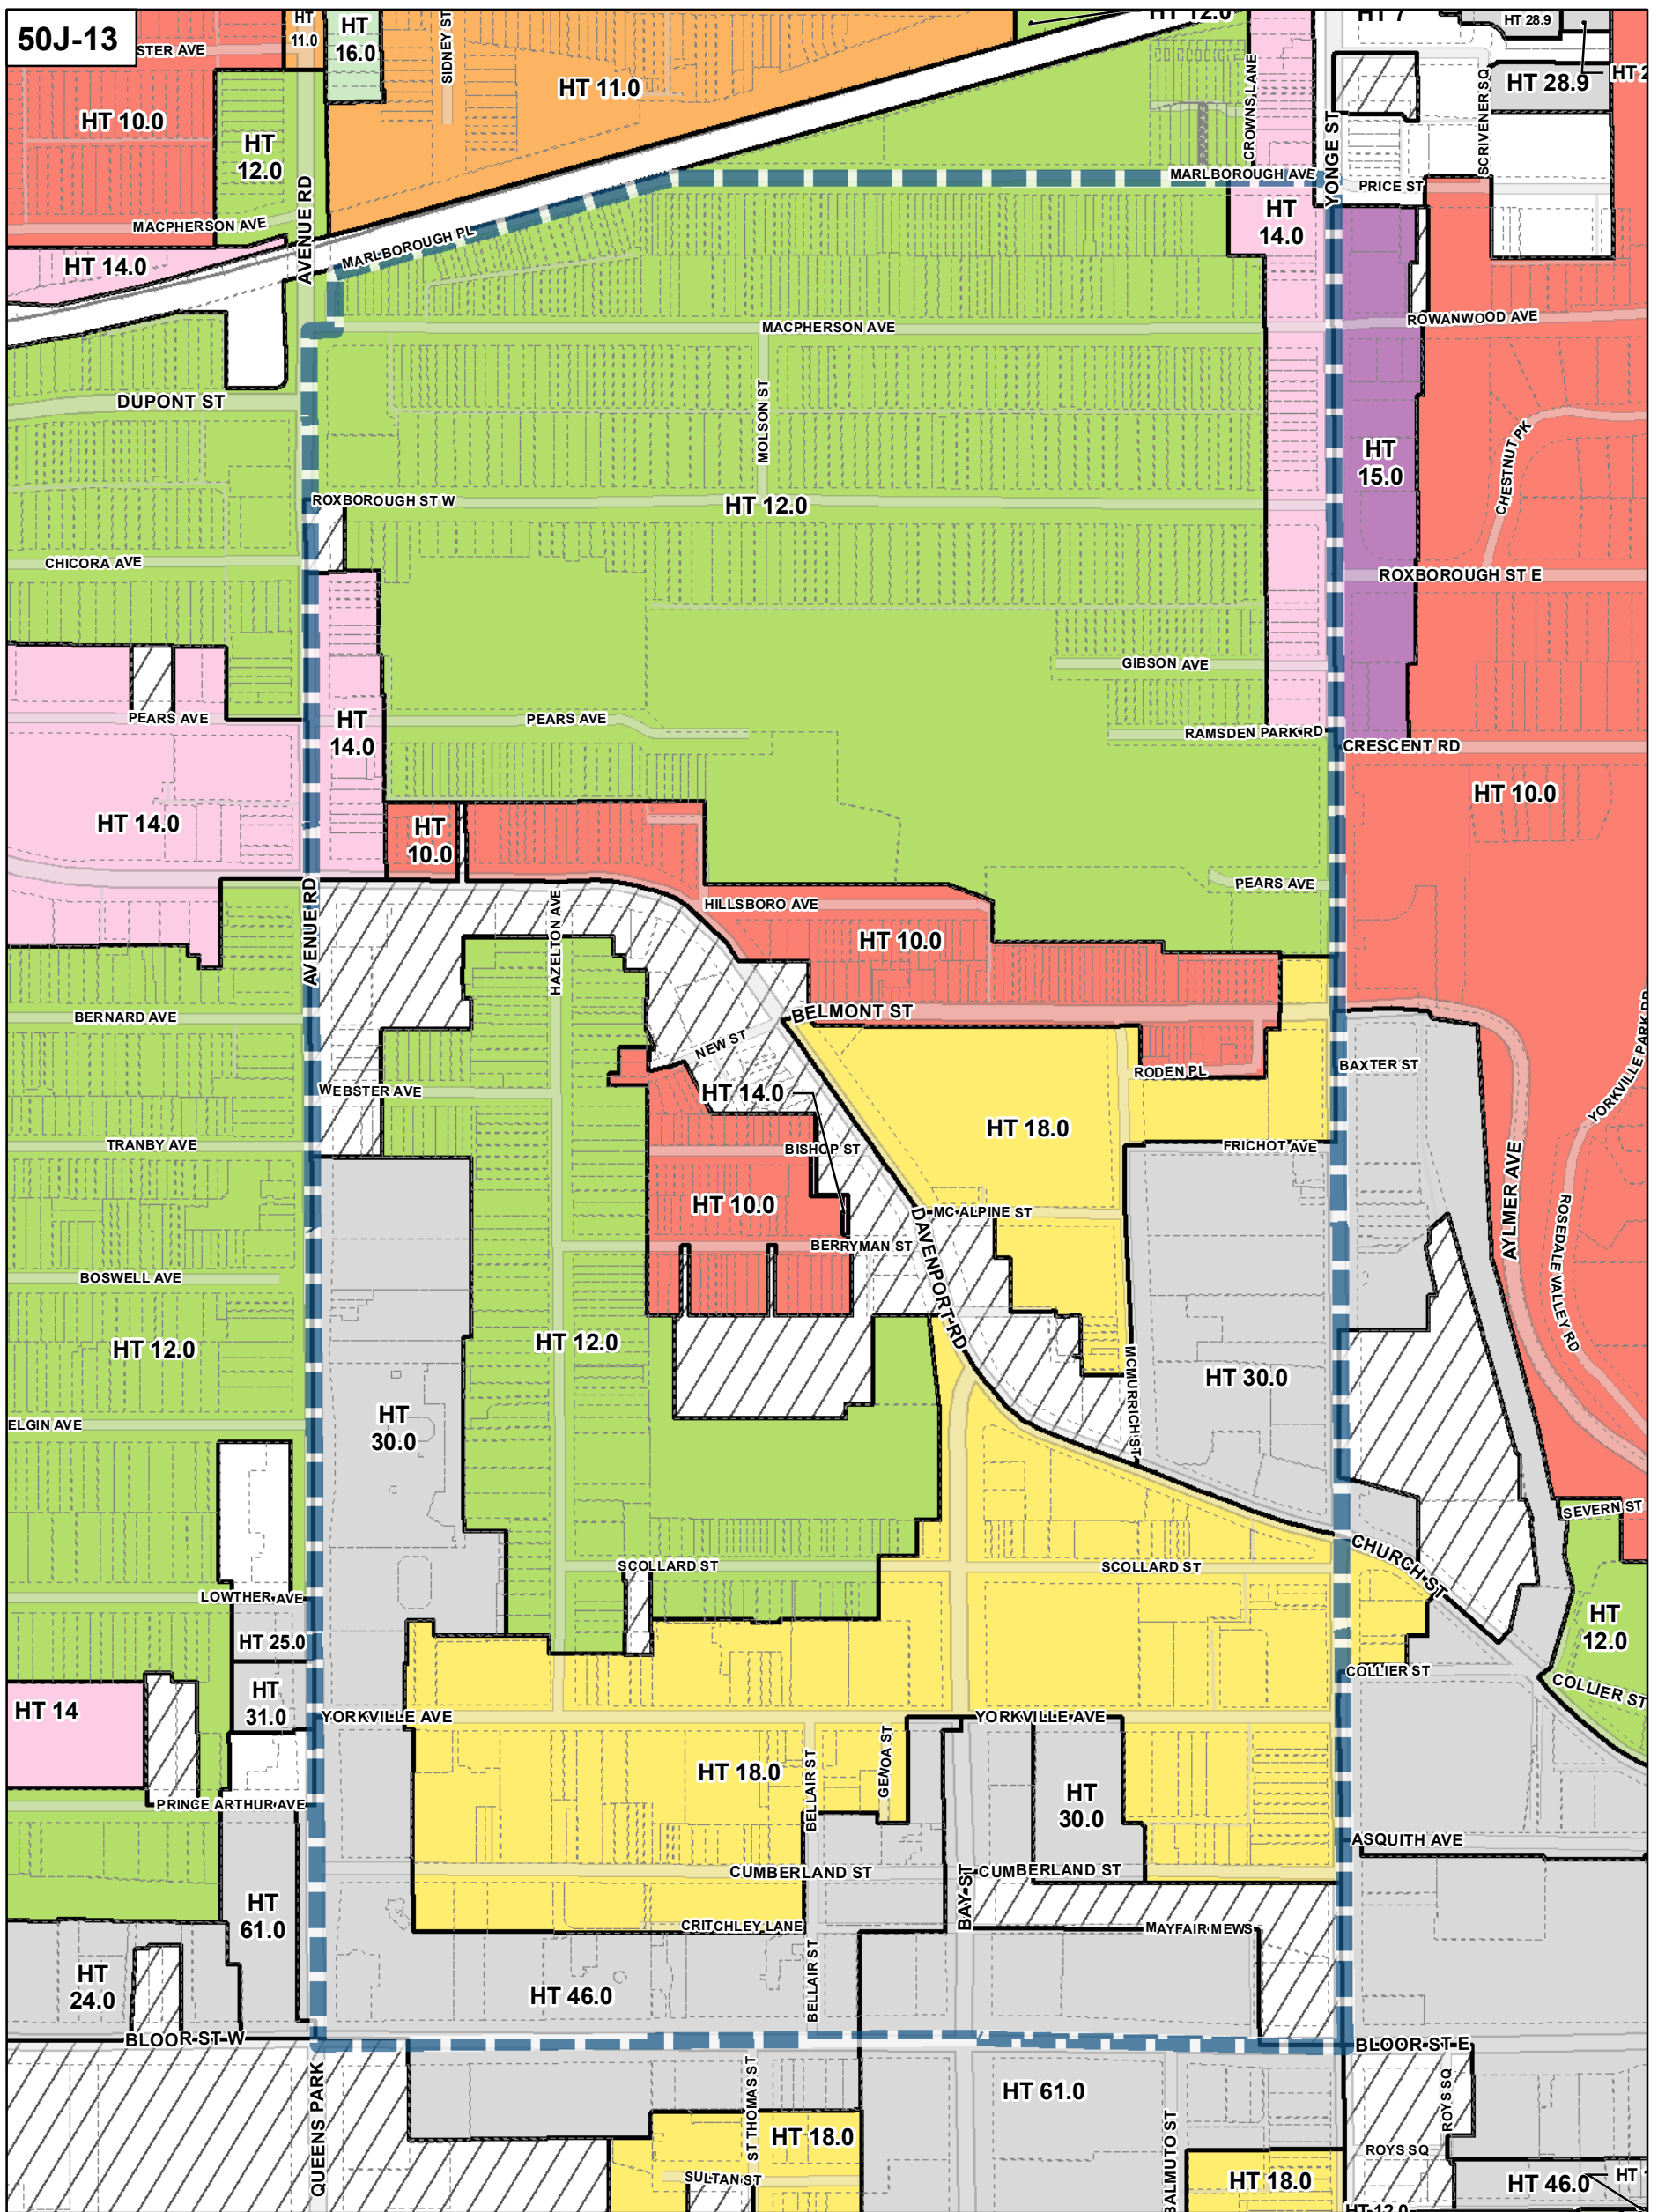 50J-13
STER AVE
HT
11.0
HT
16.0
SIDNEY ST
HT 11.0
HT 12.0
CROWNS LANE
HT 7
HT 28.9
HT 28.9
HT 2
SCRIVENER SQ
HT 10.0
HT
12.0
AVENUE RD
MACPHERSON AVE
HT 14.0
MARLBOROUGH PL
MARLBOROUGH AVE
YONGE ST
PRICE ST
HT
14.0
MACPHERSON AVE
ROWANWOOD AVE
DUPONT ST
MOLSON ST
CHESTNUT PK
HT
15.0
ROXBOROUGH ST W
HT 12.0
CHICORA AVE
ROXBOROUGH ST E
GIBSON AVE
PEARS AVE
HT
14.0
PEARS AVE
RAMSDEN PARK RD
CRESCENT RD
HT 10.0
HT 14.0
HT
10.0
PEARS AVE
AVENUE RD
HAZELTON AVE
HILLSBORO AVE
HT 10.0
BERNARD AVE
BELMONT ST
NEW ST
YORKVILLE PARK RD
BAXTER ST
RODEN PL
WEBSTER AVE
HT 14.0
HT 18.0
TRANBY AVE
BISHOP ST
FRICHOT AVE
AYLMER AVE
HT 10.0
MC ALPINE ST
ROSEDALE VALLEY RD
BERRYMAN ST
DAVENPORT RD
BOSWELL AVE
HT 12.0
HT 12.0
MCMURRICH ST
HT 30.0
ELGIN AVE
HT
30.0
SEVERN ST
CHURCH ST
SCOLLARD ST
SCOLLARD ST
LOWTHER AVE
HT 25.0
HT
12.0
COLLIER ST
COLLIER ST
HT
31.0
HT 14
YORKVILLE AVE
YORKVILLE AVE
GENOA ST
BELLAIR ST
HT 18.0
HT
30.0
PRINCE ARTHUR AVE
ASQUITH AVE
CUMBERLAND ST
CUMBERLAND ST
BAY ST
HT
61.0
CRITCHLEY LANE
MAYFAIR MEWS
HT
24.0
BELLAIR ST
HT 46.0
BLOOR ST W
BLOOR ST E
QUEENS PARK
ST THOMAS ST
HT 61.0
ROYS SQ
HT 18.0
BALMUTO ST
ROYS SQ
SULTAN ST
HT 18.0
HT 46.0
HT
HT 12.0